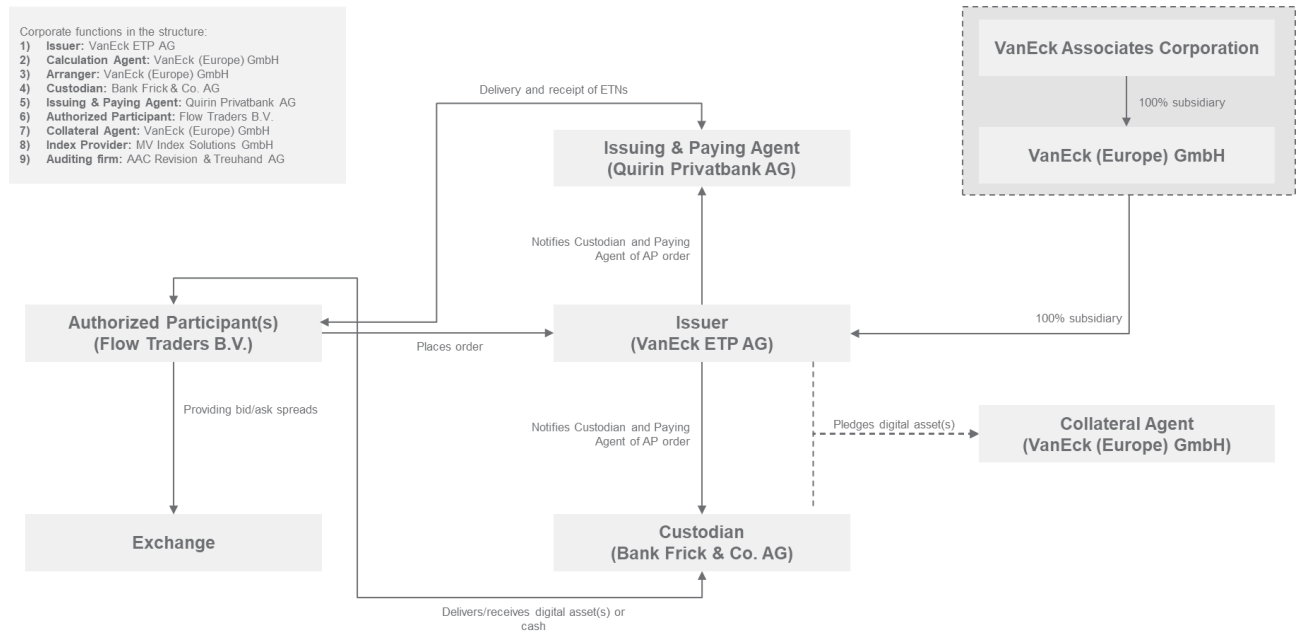 Corporate functions in the structure:
1) Issuer: VanEck ETP AG
2) Calculation Agent: VanEck (Europe) GmbH
3) Arranger: VanEck (Europe) GmbH
4) Custodian: Bank Frick & Co. AG
5) Issuing & Paying Agent: Quirin Privatbank AG
6) Authorized Participant: Flow Traders B.V.
7) Collateral Agent: VanEck (Europe) GmbH
8) Index Provider: MV Index Solutions GmbH
9) Auditing firm: AAC Revision & Treuhand AG
VanEck Associates Corporation
100% subsidiary
VanEck (Europe) GmbH
Delivery and receipt of ETNs
Issuing & Paying Agent
(Quirin Privatbank AG)
Notifies Custodian and Paying
Agent of AP order
Authorized Participant(s)
(Flow Traders B.V.)
Places order
Issuer
(VanEck ETP AG)
100% subsidiary
Providing bid/ask spreads
Notifies Custodian and Paying
Agent of AP order
Pledges digital asset(s)
Collateral Agent
(VanEck (Europe) GmbH)
Exchange
Custodian
(Bank Frick & Co. AG)
Delivers/receives digital asset(s) or
cash